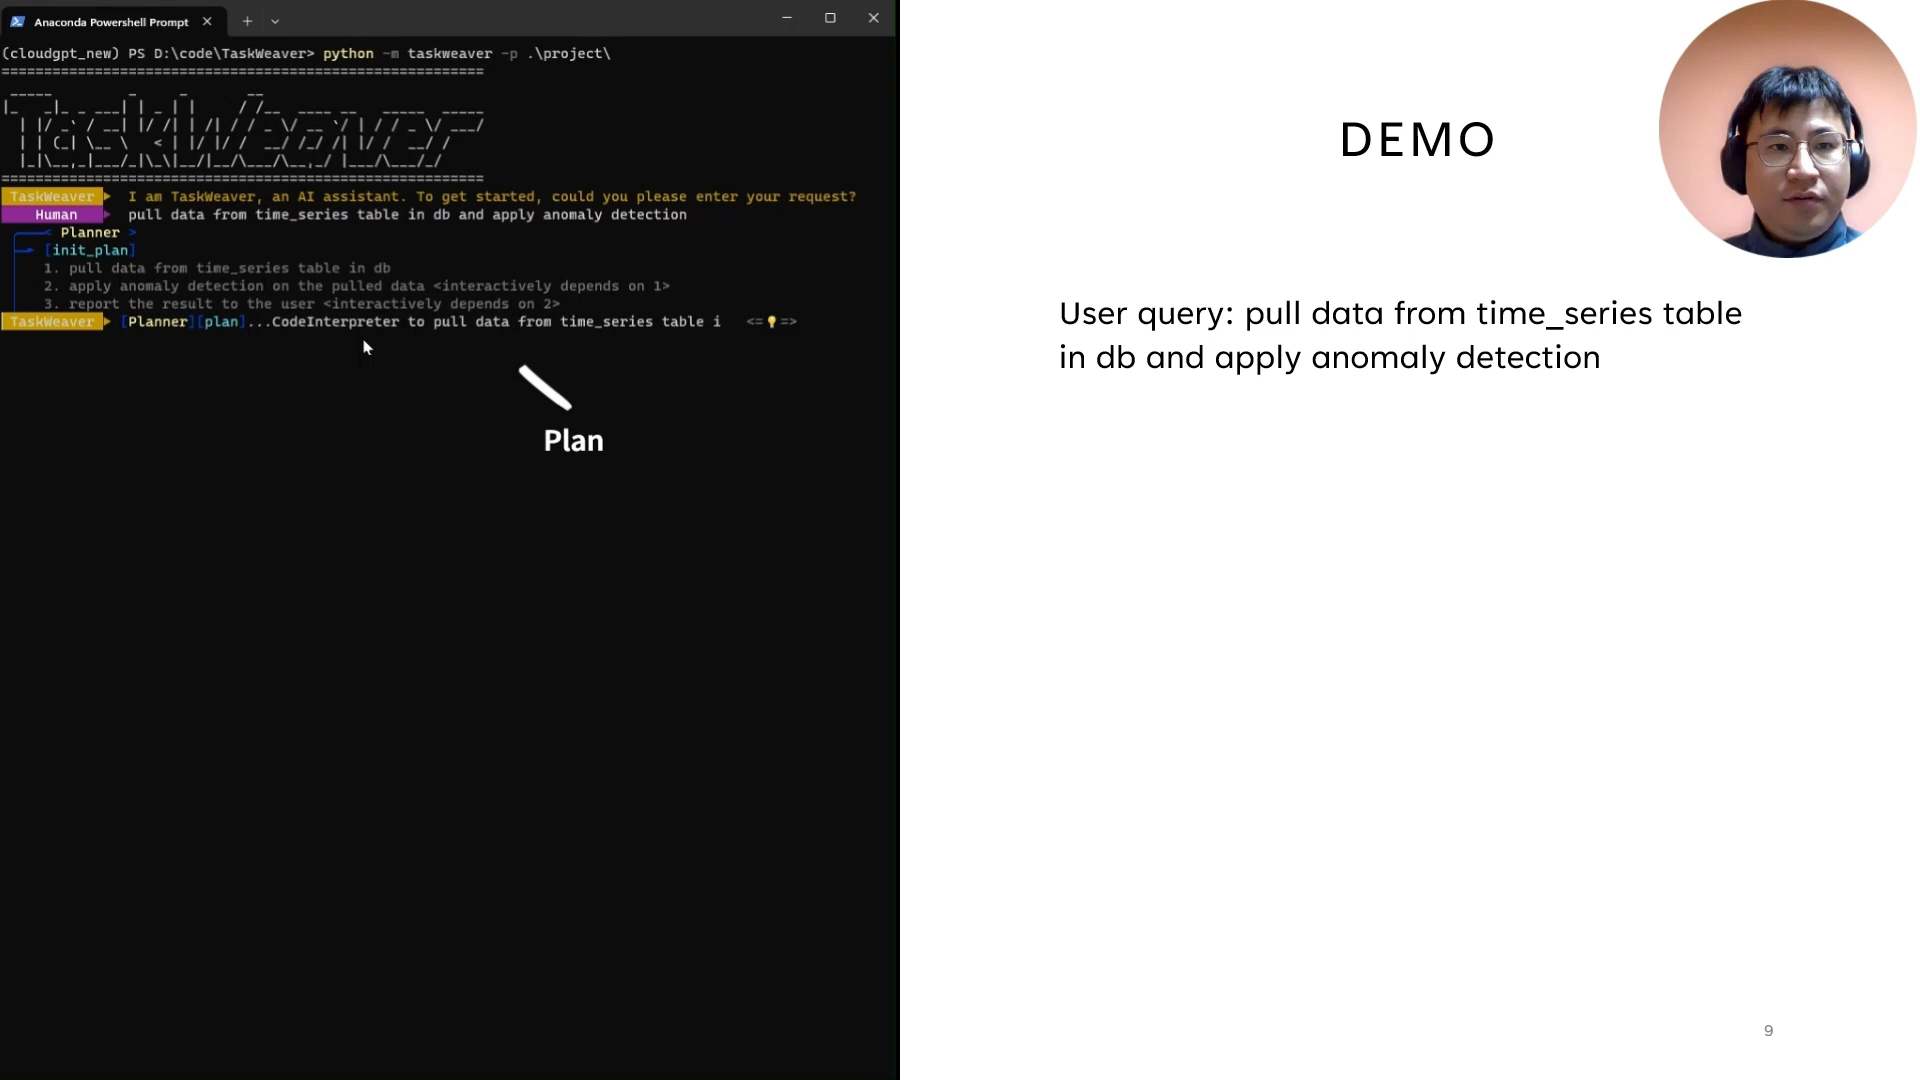 Anaconda Powershell Prompt
(cloudgpt_new) PS D:\code\TaskWeaver> python -m taskweaver -p .\project\
=========================================================
TaskWeaver
=========================================================
TaskWeaver I am TaskWeaver, an AI assistant. To get started, could you please enter your request?
Human pull data from time_series table in db and apply anomaly detection
< Planner >
[init_plan]
1. pull data from time_series table in db
2. apply anomaly detection on the pulled data <interactively depends on 1>
3. report the result to the user <interactively depends on 2>
TaskWeaver [Planner][plan]...CodeInterpreter to pull data from time_series table i <=💡=>
Plan
DEMO
User query: pull data from time_series table
in db and apply anomaly detection
9